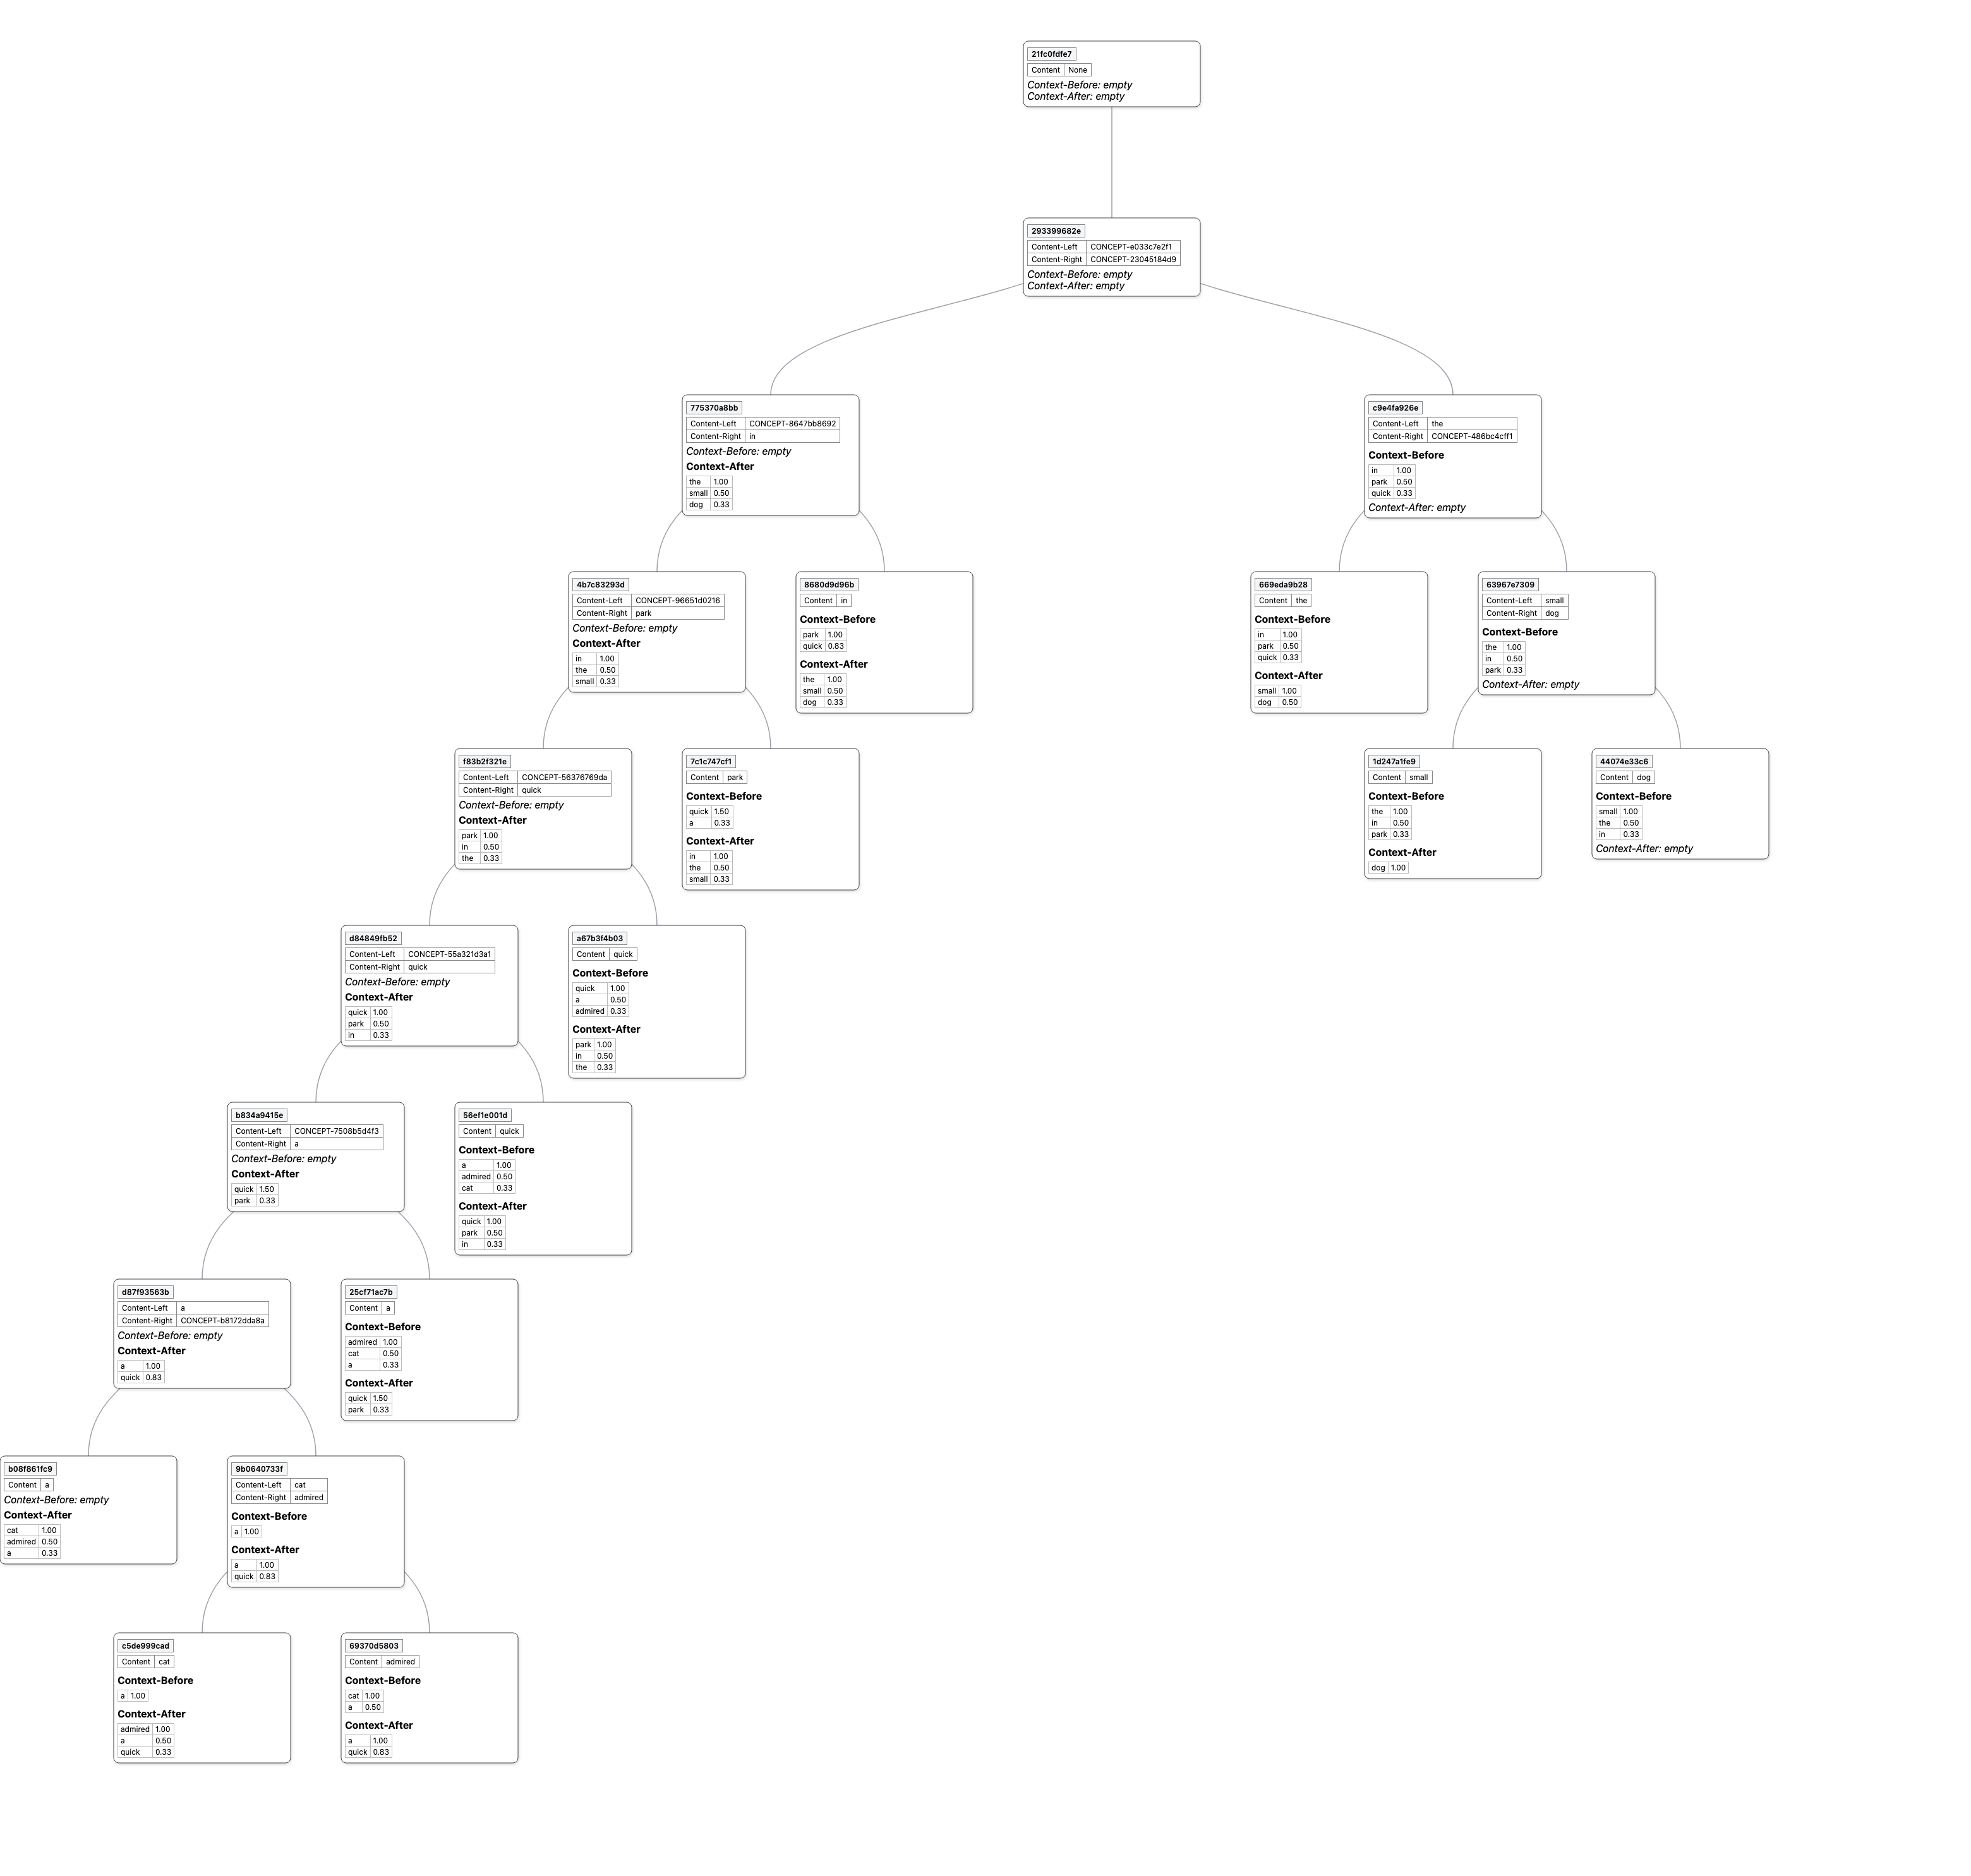 21fc0fdfe7
Content None
Context-Before: empty
Context-After: empty
293399682e
Content-Left CONCEPT-e033c7e2f1
Content-Right CONCEPT-23045184d9
Context-Before: empty
Context-After: empty
775370a8bb
Content-Left CONCEPT-8647bb8692
Content-Right in
Context-Before: empty
Context-After
the 1.00
small 0.50
dog 0.33
c9e4fa926e
Content-Left the
Content-Right CONCEPT-486bc4cff1
Context-Before
in 1.00
park 0.50
quick 0.33
Context-After: empty
4b7c83293d
Content-Left CONCEPT-96651d0216
Content-Right park
Context-Before: empty
Context-After
in 1.00
the 0.50
small 0.33
8680d9d96b
Content in
Context-Before
park 1.00
quick 0.83
Context-After
the 1.00
small 0.50
dog 0.33
669eda9b28
Content the
Context-Before
in 1.00
park 0.50
quick 0.33
Context-After
small 1.00
dog 0.50
63967e7309
Content-Left small
Content-Right dog
Context-Before
the 1.00
in 0.50
park 0.33
Context-After: empty
f83b2f321e
Content-Left CONCEPT-56376769da
Content-Right quick
Context-Before: empty
Context-After
park 1.00
in 0.50
the 0.33
7c1c747cf1
Content park
Context-Before
quick 1.50
a 0.33
Context-After
in 1.00
the 0.50
small 0.33
1d247a1fe9
Content small
Context-Before
the 1.00
in 0.50
park 0.33
Context-After
dog 1.00
44074e33c6
Content dog
Context-Before
small 1.00
the 0.50
in 0.33
Context-After: empty
d84849fb52
Content-Left CONCEPT-55a321d3a1
Content-Right quick
Context-Before: empty
Context-After
quick 1.00
park 0.50
in 0.33
a67b3f4b03
Content quick
Context-Before
quick 1.00
a 0.50
admired 0.33
Context-After
park 1.00
in 0.50
the 0.33
b834a9415e
Content-Left CONCEPT-7508b5d4f3
Content-Right a
Context-Before: empty
Context-After
quick 1.50
park 0.33
56ef1e001d
Content quick
Context-Before
a 1.00
admired 0.50
cat 0.33
Context-After
quick 1.00
park 0.50
in 0.33
d87f93563b
Content-Left a
Content-Right CONCEPT-b8172dda8a
Context-Before: empty
Context-After
a 1.00
quick 0.83
25cf71ac7b
Content a
Context-Before
admired 1.00
cat 0.50
a 0.33
Context-After
quick 1.50
park 0.33
b08f861fc9
Content a
Context-Before: empty
Context-After
cat 1.00
admired 0.50
a 0.33
9b0640733f
Content-Left cat
Content-Right admired
Context-Before
a 1.00
Context-After
a 1.00
quick 0.83
c5de999cad
Content cat
Context-Before
a 1.00
Context-After
admired 1.00
a 0.50
quick 0.33
69370d5803
Content admired
Context-Before
cat 1.00
a 0.50
Context-After
a 1.00
quick 0.83